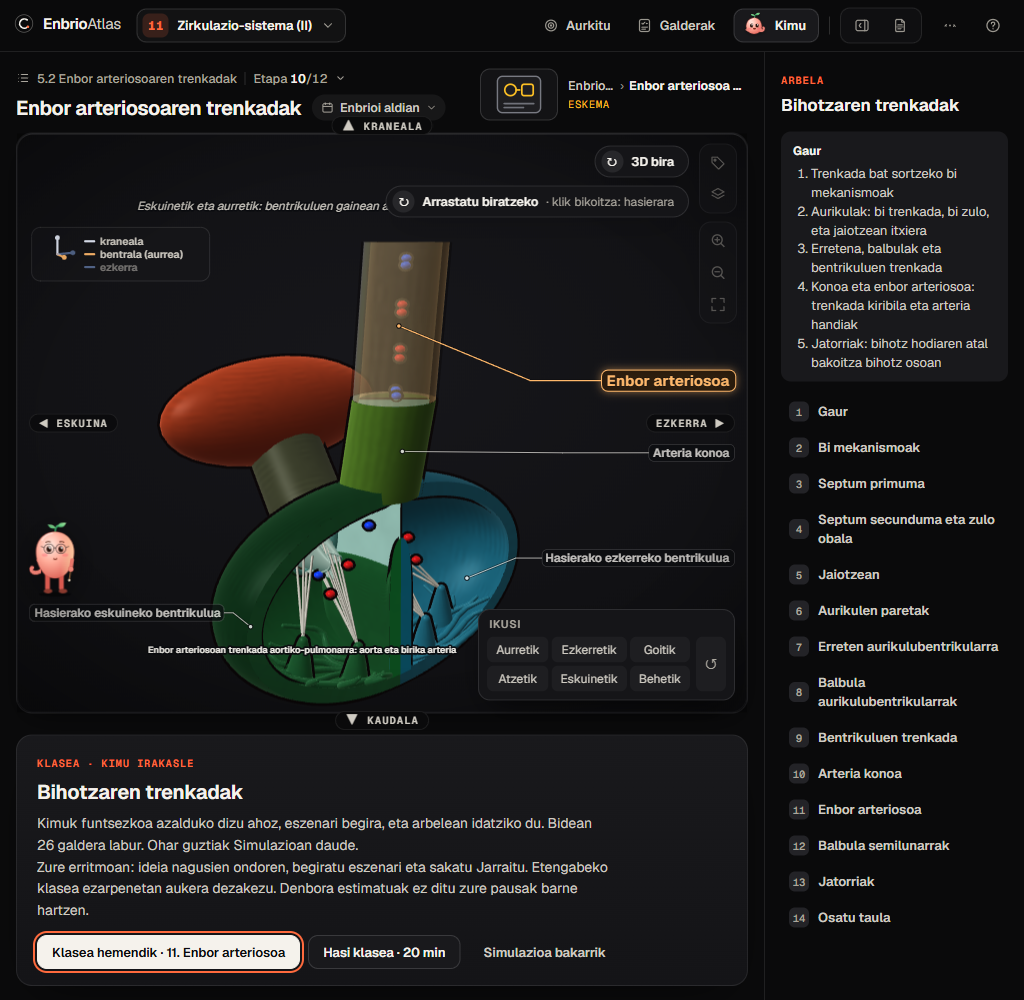 EnbrioAtlas
11 Zirkulazio-sistema (II)
Aurkitu
Galderak
Kimu
5.2 Enbor arteriosoaren trenkadak
Etapa 10/12
Enbor arteriosoaren trenkadak
Enbrioi aldian
Enbrio... › Enbor arteriosoa ...
ESKEMA
▲ KRANEALA
3D bira
Eskuinetik eta aurretik: bentrikuluen gainean a
Arrastatu biratzeko · klik bikoitza: hasierara
kraneala
bentrala (aurrea)
ezkerra
Enbor arteriosoa
◀ ESKUINA
EZKERRA ▶
Arteria konoa
Hasierako ezkerreko bentrikulua
Hasierako eskuineko bentrikulua
Enbor arteriosoan trenkada aortiko-pulmonarra: aorta eta birika arteria
IKUSI
Aurretik
Ezkerretik
Goitik
Atzetik
Eskuinetik
Behetik
▼ KAUDALA
KLASEA · KIMU IRAKASLE
Bihotzaren trenkadak
Kimuk funtsezkoa azalduko dizu ahoz, eszenari begira, eta arbelean idatziko du. Bidean
26 galdera labur. Ohar guztiak Simulazioan daude.
Zure erritmoan: ideia nagusien ondoren, begiratu eszenari eta sakatu Jarraitu. Etengabeko
klasea ezarpenetan aukera dezakezu. Denbora estimatuak ez ditu zure pausak barne
hartzen.
Klasea hemendik · 11. Enbor arteriosoa
Hasi klasea · 20 min
Simulazioa bakarrik
ARBELA
Bihotzaren trenkadak
Gaur
1. Trenkada bat sortzeko bi
mekanismoak
2. Aurikulak: bi trenkada, bi zulo,
eta jaiotzean itxiera
3. Erretena, balbulak eta
bentrikuluen trenkada
4. Konoa eta enbor arteriosoa:
trenkada kiribila eta arteria
handiak
5. Jatorriak: bihotz hodiaren atal
bakoitza bihotz osoan
1 Gaur
2 Bi mekanismoak
3 Septum primuma
4 Septum secunduma eta zulo
obala
5 Jaiotzean
6 Aurikulen paretak
7 Erreten aurikulubentrikularra
8 Balbula
aurikulubentrikularrak
9 Bentrikuluen trenkada
10 Arteria konoa
11 Enbor arteriosoa
12 Balbula semilunarrak
13 Jatorriak
14 Osatu taula